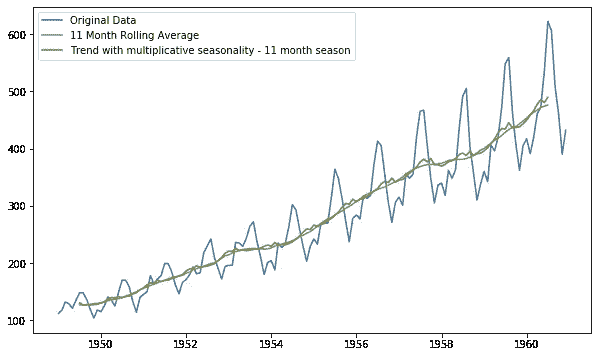 Original Data
11 Month Rolling Average
Trend with multiplicative seasonality - 11 month season
600
500
400
300
200
100
1950 1952 1954 1956 1958 1960